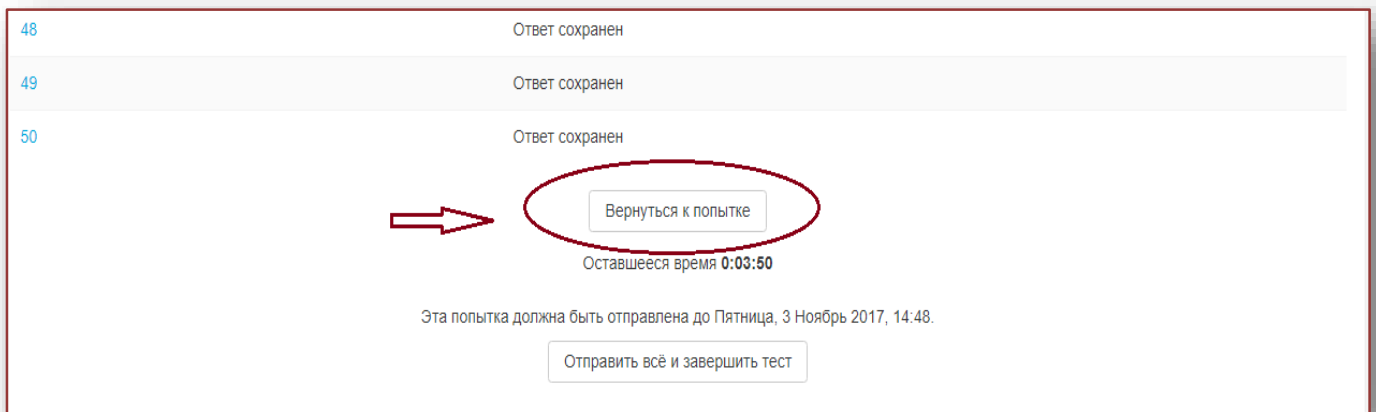 48 Ответ сохранен
49 Ответ сохранен
50 Ответ сохранен
Вернуться к попытке
Оставшееся время 0:03:50
Эта попытка должна быть отправлена до Пятница, 3 Ноябрь 2017, 14:48.
Отправить всё и завершить тест